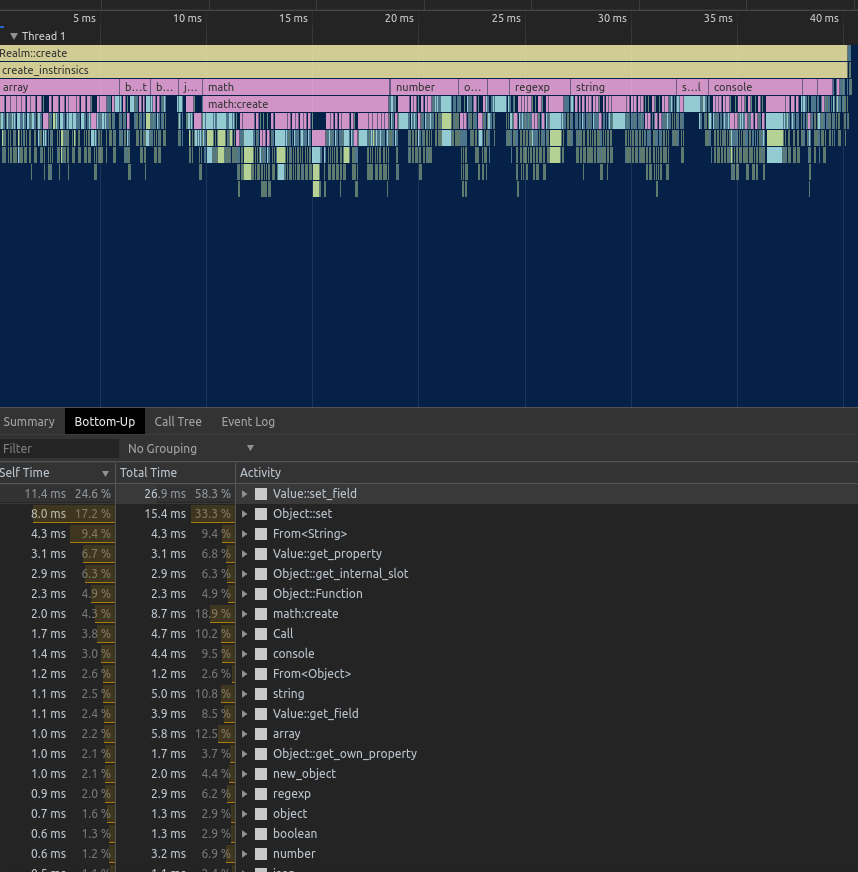 5 ms 10 ms 15 ms 20 ms 25 ms 30 ms 35 ms 40 ms
▼ Thread 1
Realm::create
create_instrinsics
array b...t b... j... math number o... regexp string s...l console
math:create
Summary Bottom-Up Call Tree Event Log
Filter No Grouping ▼
Self Time ▼ Total Time Activity
11.4 ms 24.6 % 26.9 ms 58.3 % Value::set_field
8.0 ms 17.2 % 15.4 ms 33.3 % Object::set
4.3 ms 9.4 % 4.3 ms 9.4 % From<String>
3.1 ms 6.7 % 3.1 ms 6.8 % Value::get_property
2.9 ms 6.3 % 2.9 ms 6.3 % Object::get_internal_slot
2.3 ms 4.9 % 2.3 ms 4.9 % Object::Function
2.0 ms 4.3 % 8.7 ms 18.9 % math:create
1.7 ms 3.8 % 4.7 ms 10.2 % Call
1.4 ms 3.0 % 4.4 ms 9.5 % console
1.2 ms 2.6 % 1.2 ms 2.6 % From<Object>
1.1 ms 2.5 % 5.0 ms 10.8 % string
1.1 ms 2.4 % 3.9 ms 8.5 % Value::get_field
1.0 ms 2.2 % 5.8 ms 12.5 % array
1.0 ms 2.1 % 1.7 ms 3.7 % Object::get_own_property
1.0 ms 2.1 % 2.0 ms 4.4 % new_object
0.9 ms 2.0 % 2.9 ms 6.2 % regexp
0.7 ms 1.6 % 1.3 ms 2.9 % object
0.6 ms 1.3 % 1.3 ms 2.9 % boolean
0.6 ms 1.2 % 3.2 ms 6.9 % number